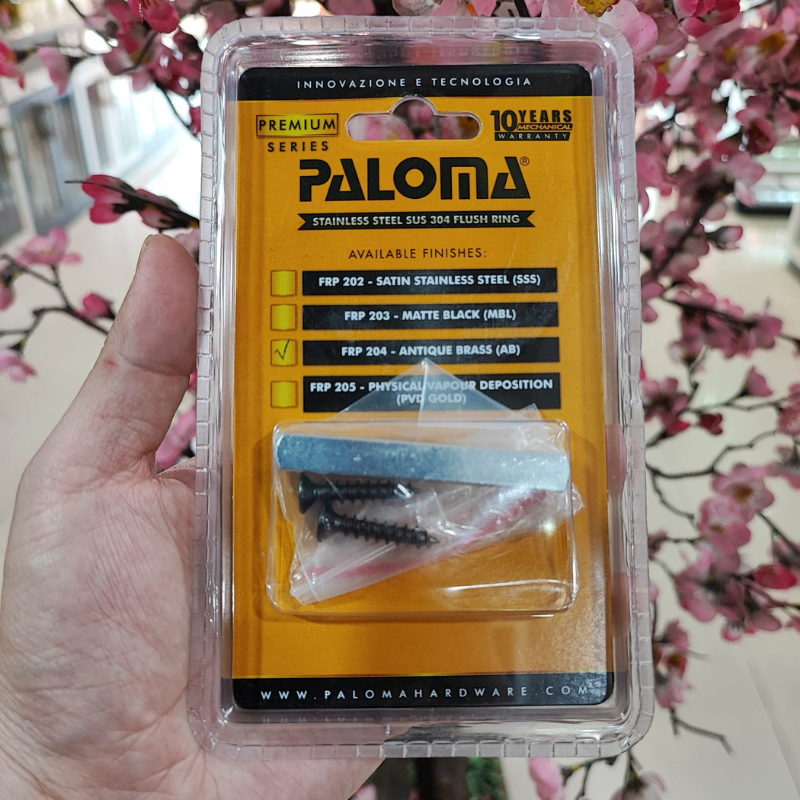 INNOVAZIONE E TECNOLOGIA
PREMIUM
SERIES
10 YEARS
MECHANICAL
WARRANTY
PALOMA®
STAINLESS STEEL SUS 304 FLUSH RING
AVAILABLE FINISHES:
FRP 202 - SATIN STAINLESS STEEL (SSS)
FRP 203 - MATTE BLACK (MBL)
√ FRP 204 - ANTIQUE BRASS (AB)
FRP 205 - PHYSICAL VAPOUR DEPOSITION
(PVD GOLD)
WWW.PALOMAHARDWARE.COM